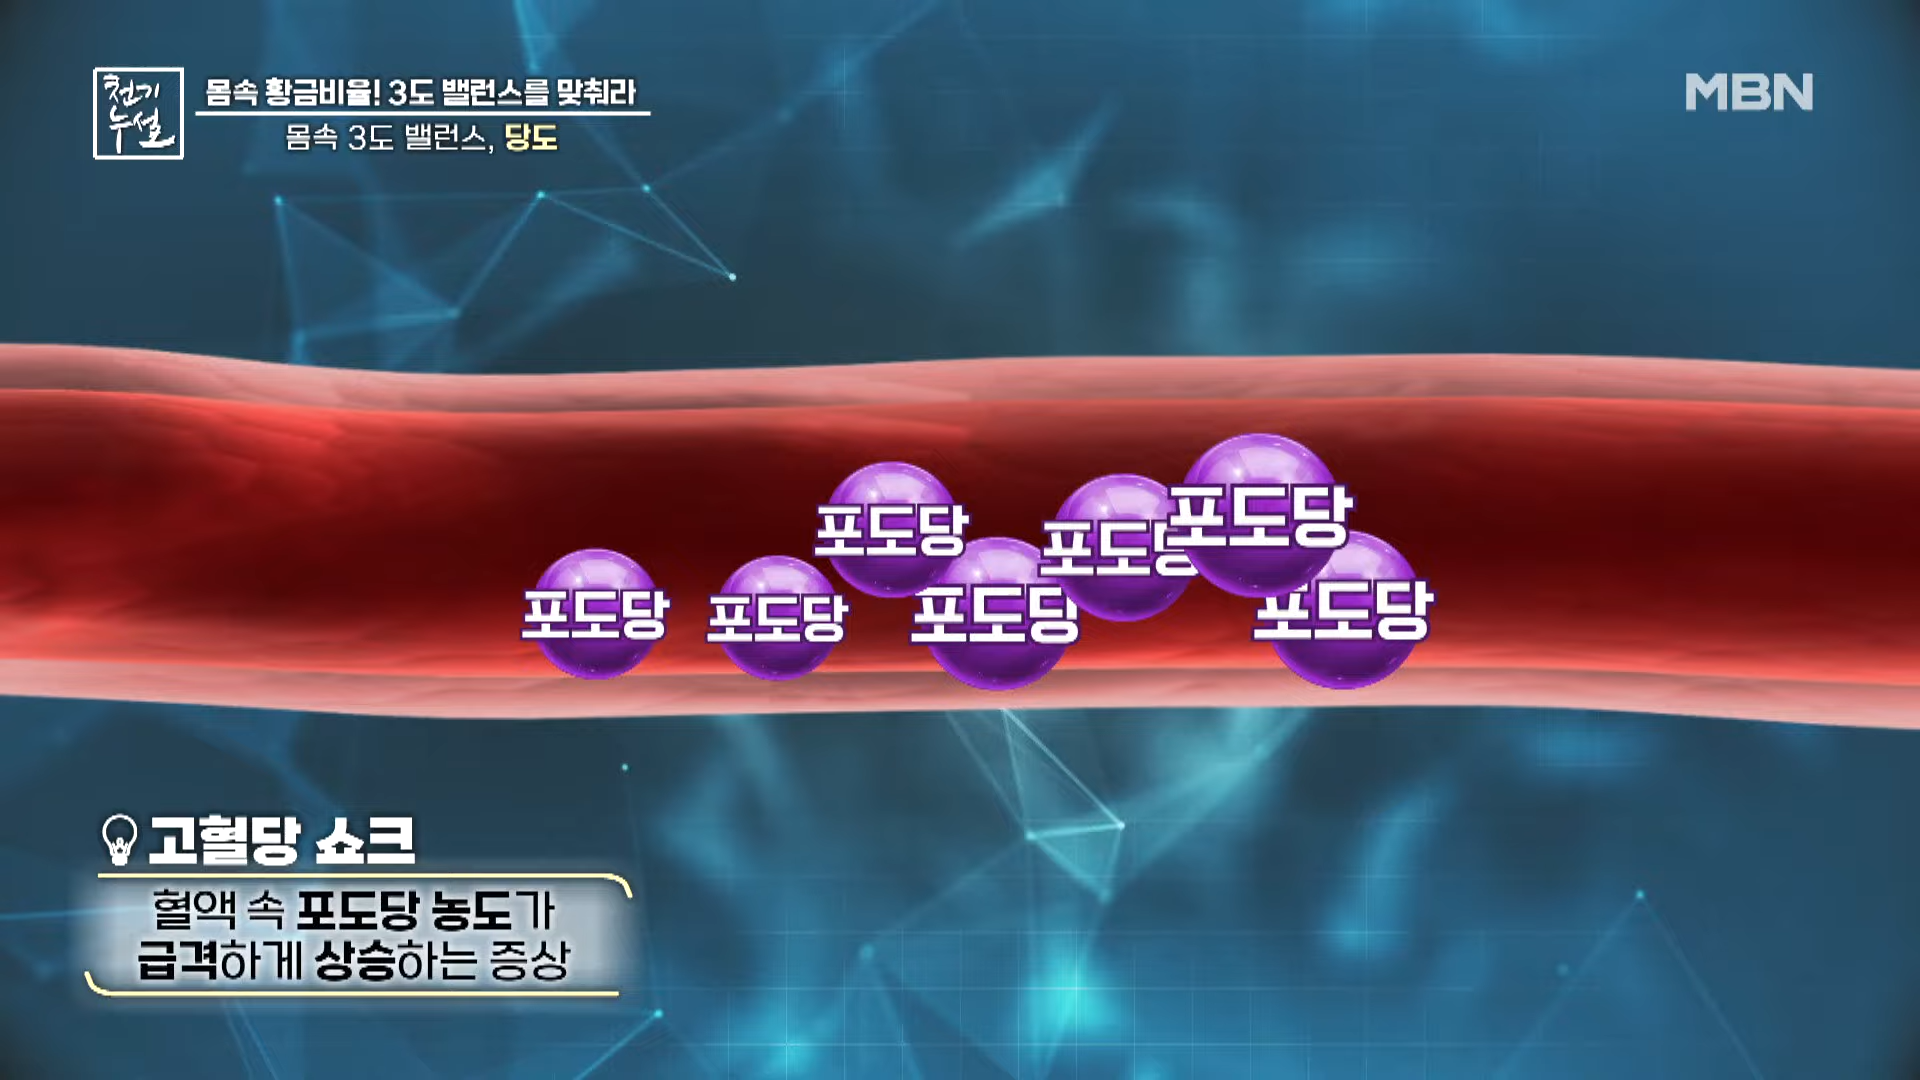 천기
누설
몸속 황금비율! 3도 밸런스를 맞춰라
몸속 3도 밸런스, 당도
MBN
포도당
포도당
포도당
포도당
포도당
포도당
포도당
고혈당 쇼크
혈액 속 포도당 농도가
급격하게 상승하는 증상